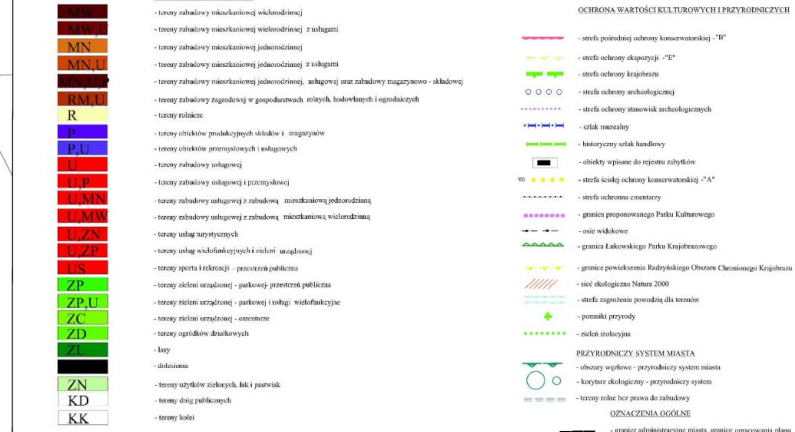 MW
- tereny zabudowy mieszkaniowej wielorodzinnej
MW,U
- tereny zabudowy mieszkaniowej wielorodzinnej z usługami
MN
- tereny zabudowy mieszkaniowej jednorodzinnej
MN,U
- tereny zabudowy mieszkaniowej jednorodzinnej z usługami
MN,U,P
- tereny zabudowy mieszkaniowej jednorodzinnej, usługowej oraz zabudowy magazynowo - składowej
RM,U
- tereny zabudowy zagrodowej w gospodarstwach rolnych, hodowlanych i ogrodniczych
R
- tereny rolnicze
P
- tereny obiektów produkcyjnych składów i magazynów
P,U
- tereny obiektów przemysłowych i usługowych
U
- tereny zabudowy usługowej
U,P
- tereny zabudowy usługowej i przemysłowej
U,MN
- tereny zabudowy usługowej z zabudową mieszkaniową jednorodzinną
U,MW
- tereny zabudowy usługowej z zabudową mieszkaniową wielorodzinną
U,ZN
- tereny usług turystycznych
U,ZP
- tereny usług wielofunkcyjnych i zieleni urządzonej
US
- tereny sportu i rekreacji - przestrzeń publiczna
ZP
- tereny zieleni urządzonej - parkowej- przestrzeń publiczna
ZP,U
- tereny zieleni urządzonej - parkowej i usługi wielofunkcyjne
ZC
- tereny zieleni urządzonej - cmentarze
ZD
- tereny ogródków działkowych
ZL
- lasy
- dolesienia
ZN
- tereny użytków zielonych, łąk i pastwisk
KD
- tereny dróg publicznych
KK
- tereny kolei
OCHRONA WARTOŚCI KULTUROWYCH I PRZYRODNICZYCH
- strefa pośredniej ochrony konserwatorskiej -"B"
- strefa ochrony ekspozycji -"E"
- strefa ochrony krajobrazu
- strefa ochrony archeologicznej
- strefa ochrony stanowisk archeologicznych
- szlak muzealny
- historyczny szlak handlowy
- obiekty wpisane do rejestru zabytków
- strefa ścisłej ochrony konserwatorskiej -"A"
- strefa ochronna cmentarzy
- granica proponowanego Parku Kulturowego
- osie widokowe
- granica Łukowskiego Parku Krajobrazowego
- granice powiększenia Radzyńskiego Obszaru Chronionego Krajobrazu
- sieć ekologiczna Natura 2000
- strefa zagrożenia powodzią dla terenów
- pomniki przyrody
- zieleń izolacyjna
PRZYRODNICZY SYSTEM MIASTA
- obszary węzłowe - przyrodniczy system miasta
- korytarz ekologiczny - przyrodniczy system
- tereny rolne bez prawa do zabudowy
OZNACZENIA OGÓLNE
- granice administracyjne miasta, granice opracowania planu